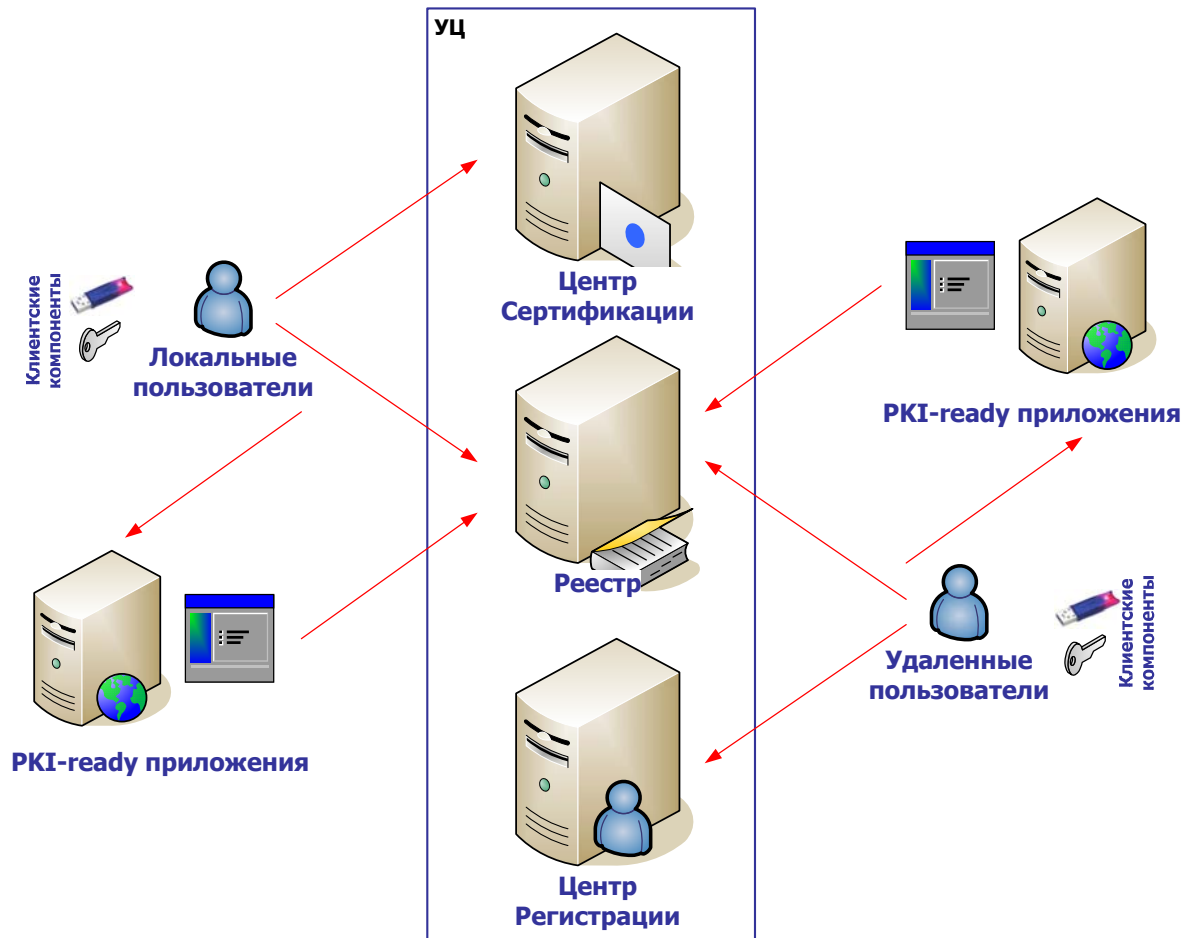 УЦ
Центр
Сертификации
Клиентские
компоненты
Локальные
пользователи
PKI-ready приложения
Реестр
Удаленные
пользователи
Клиентские
компоненты
PKI-ready приложения
Центр
Регистрации